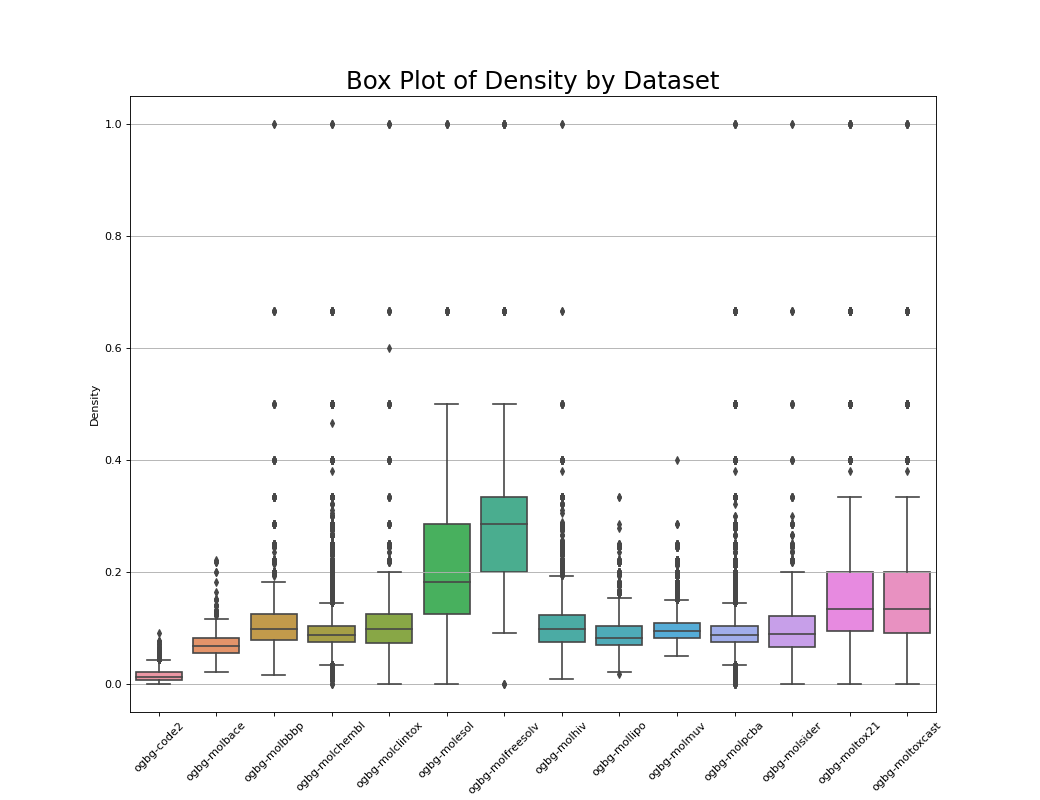 Box Plot of Density by Dataset
1.0
0.8
0.6
0.4
0.2
0.0
Density
ogbg-code2
ogbg-molbace
ogbg-molbbbp
ogbg-molchembl
ogbg-molclintox
ogbg-molesol
ogbg-molfreesolv
ogbg-molhiv
ogbg-mollipo
ogbg-molmuv
ogbg-molpcba
ogbg-molsider
ogbg-moltox21
ogbg-moltoxcast